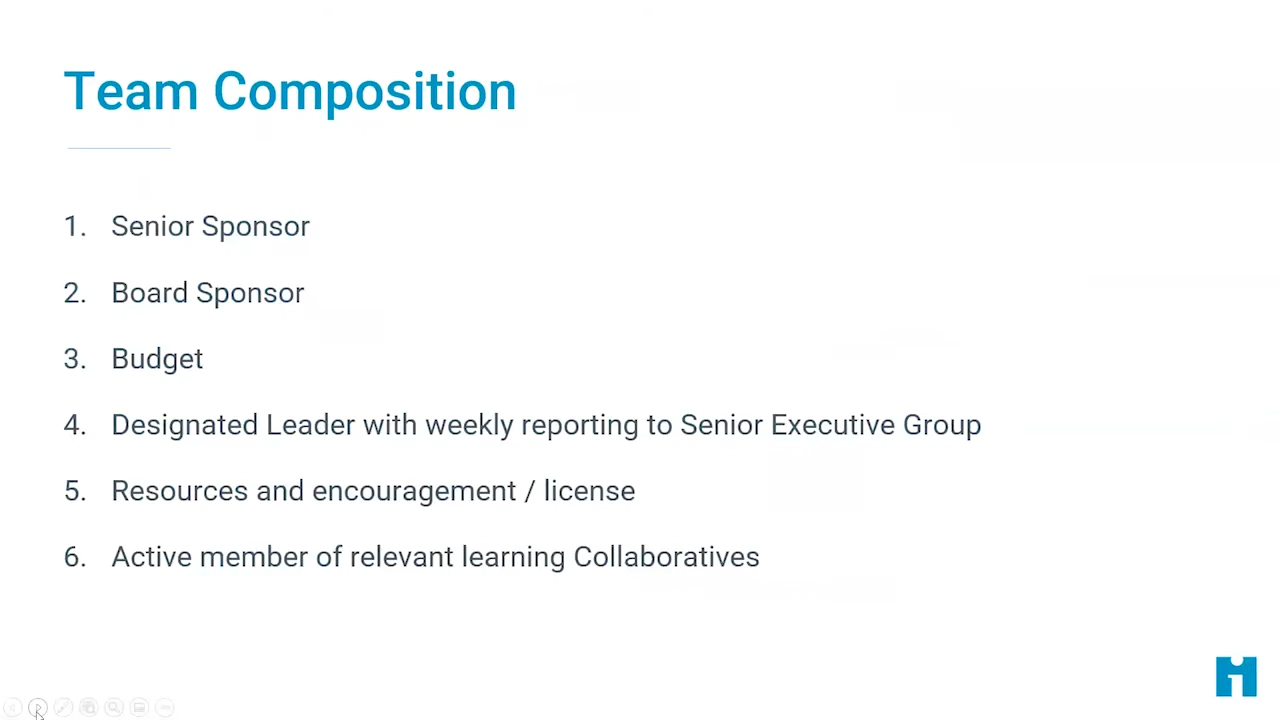 Team Composition
1. Senior Sponsor
2. Board Sponsor
3. Budget
4. Designated Leader with weekly reporting to Senior Executive Group
5. Resources and encouragement / license
6. Active member of relevant learning Collaboratives